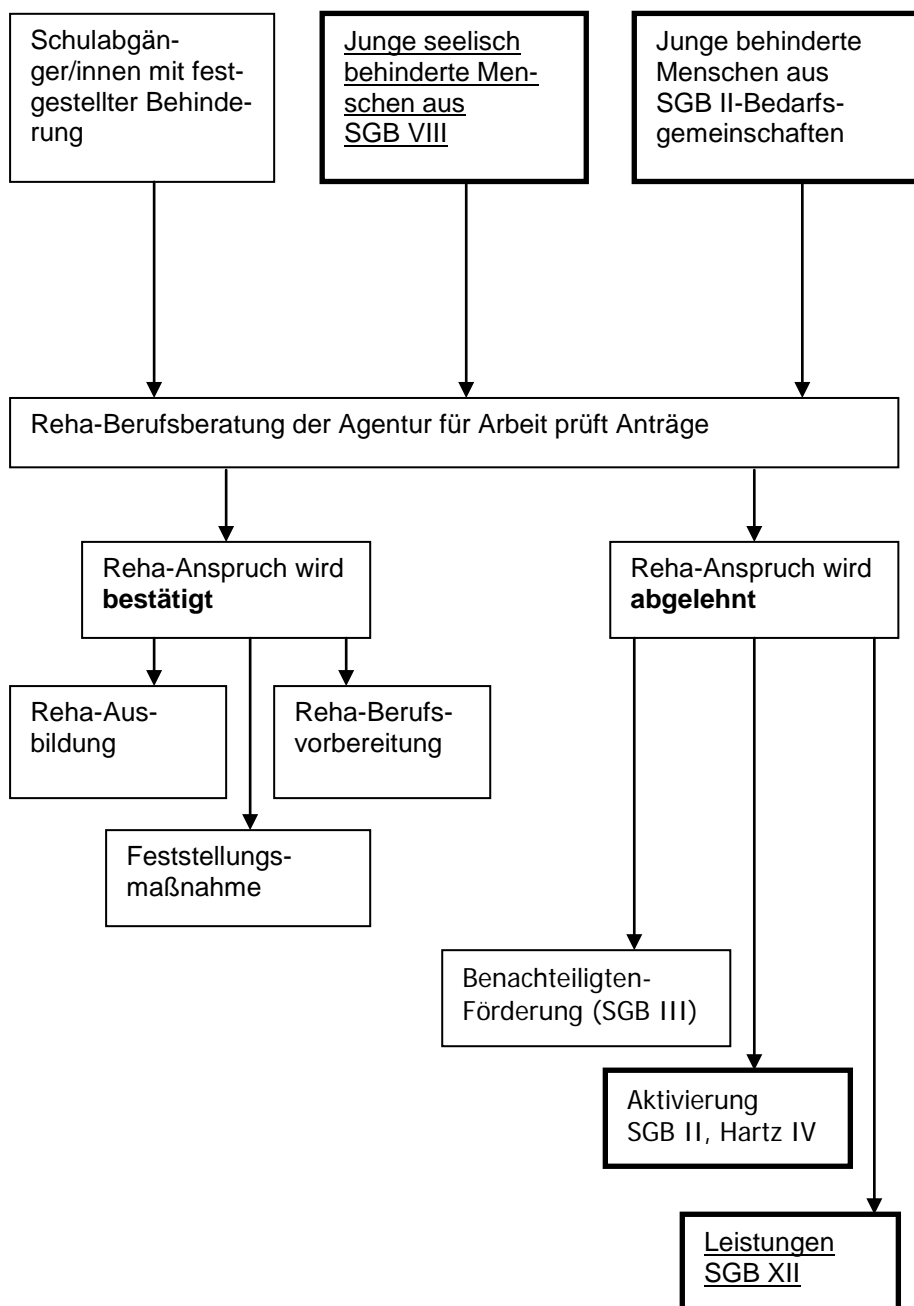 Schulabgän-
ger/innen mit fest-
gestellter Behinde-
rung
Junge seelisch
behinderte Men-
schen aus
SGB VIII
Junge behinderte
Menschen aus
SGB II-Bedarfs-
gemeinschaften
Reha-Berufsberatung der Agentur für Arbeit prüft Anträge
Reha-Anspruch wird
bestätigt
Reha-Anspruch wird
abgelehnt
Reha-Aus-
bildung
Reha-Berufs-
vorbereitung
Feststellungs-
maßnahme
Benachteiligten-
Förderung (SGB III)
Aktivierung
SGB II, Hartz IV
Leistungen
SGB XII